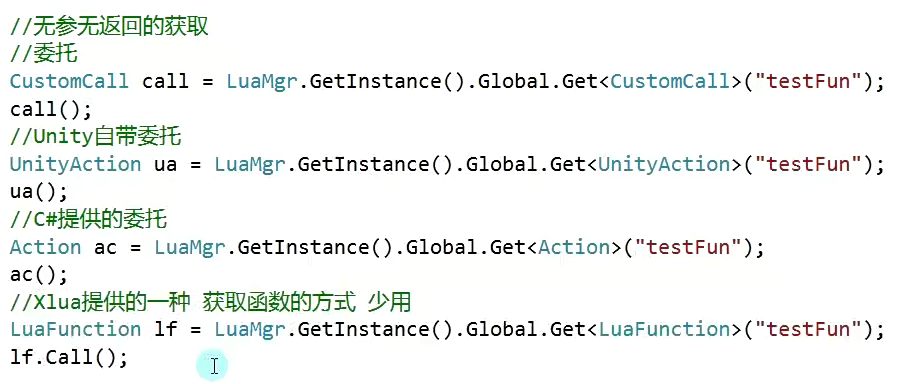 //无参无返回的获取
//委托
CustomCall call = LuaMgr.GetInstance().Global.Get<CustomCall>("testFun");
call();
//Unity自带委托
UnityAction ua = LuaMgr.GetInstance().Global.Get<UnityAction>("testFun");
ua();
//C#提供的委托
Action ac = LuaMgr.GetInstance().Global.Get<Action>("testFun");
ac();
//Xlua提供的一种 获取函数的方式 少用
LuaFunction lf = LuaMgr.GetInstance().Global.Get<LuaFunction>("testFun");
lf.Call();